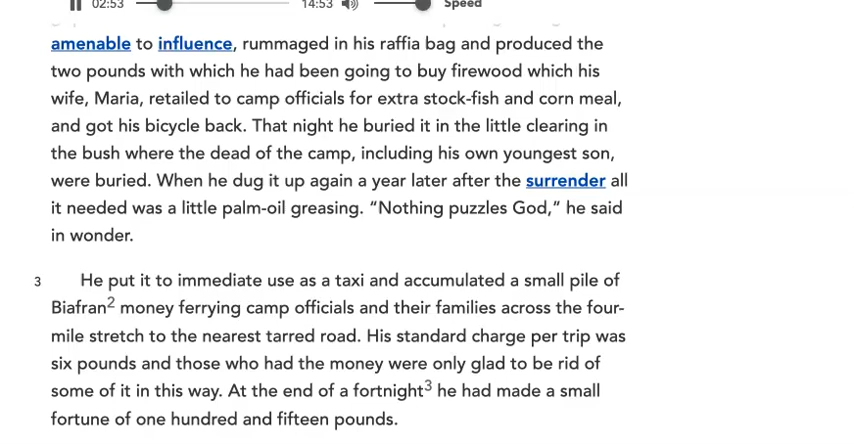 02:53 14:53 Speed
amenable to influence, rummaged in his raffia bag and produced the
two pounds with which he had been going to buy firewood which his
wife, Maria, retailed to camp officials for extra stock-fish and corn meal,
and got his bicycle back. That night he buried it in the little clearing in
the bush where the dead of the camp, including his own youngest son,
were buried. When he dug it up again a year later after the surrender all
it needed was a little palm-oil greasing. “Nothing puzzles God,” he said
in wonder.
3 He put it to immediate use as a taxi and accumulated a small pile of
Biafran² money ferrying camp officials and their families across the four-
mile stretch to the nearest tarred road. His standard charge per trip was
six pounds and those who had the money were only glad to be rid of
some of it in this way. At the end of a fortnight³ he had made a small
fortune of one hundred and fifteen pounds.